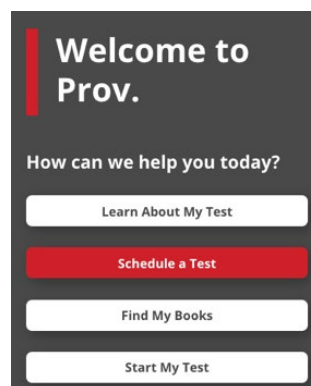 Welcome to
Prov.
How can we help you today?
Learn About My Test
Schedule a Test
Find My Books
Start My Test